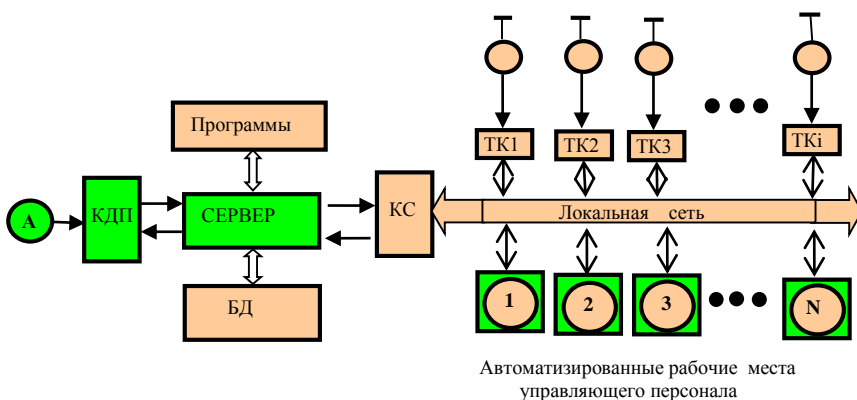 Программы
ТК1 ТК2 ТК3 ТКi
А КДП СЕРВЕР КС Локальная сеть
БД 1 2 3 N
Автоматизированные рабочие места
управляющего персонала